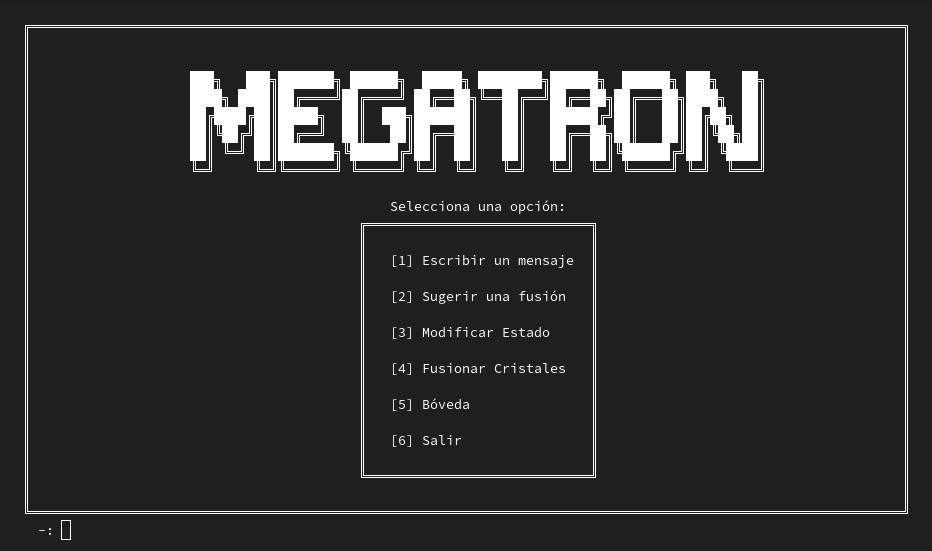 MEGATRON
Selecciona una opción:
[1] Escribir un mensaje
[2] Sugerir una fusión
[3] Modificar Estado
[4] Fusionar Cristales
[5] Bóveda
[6] Salir
-: